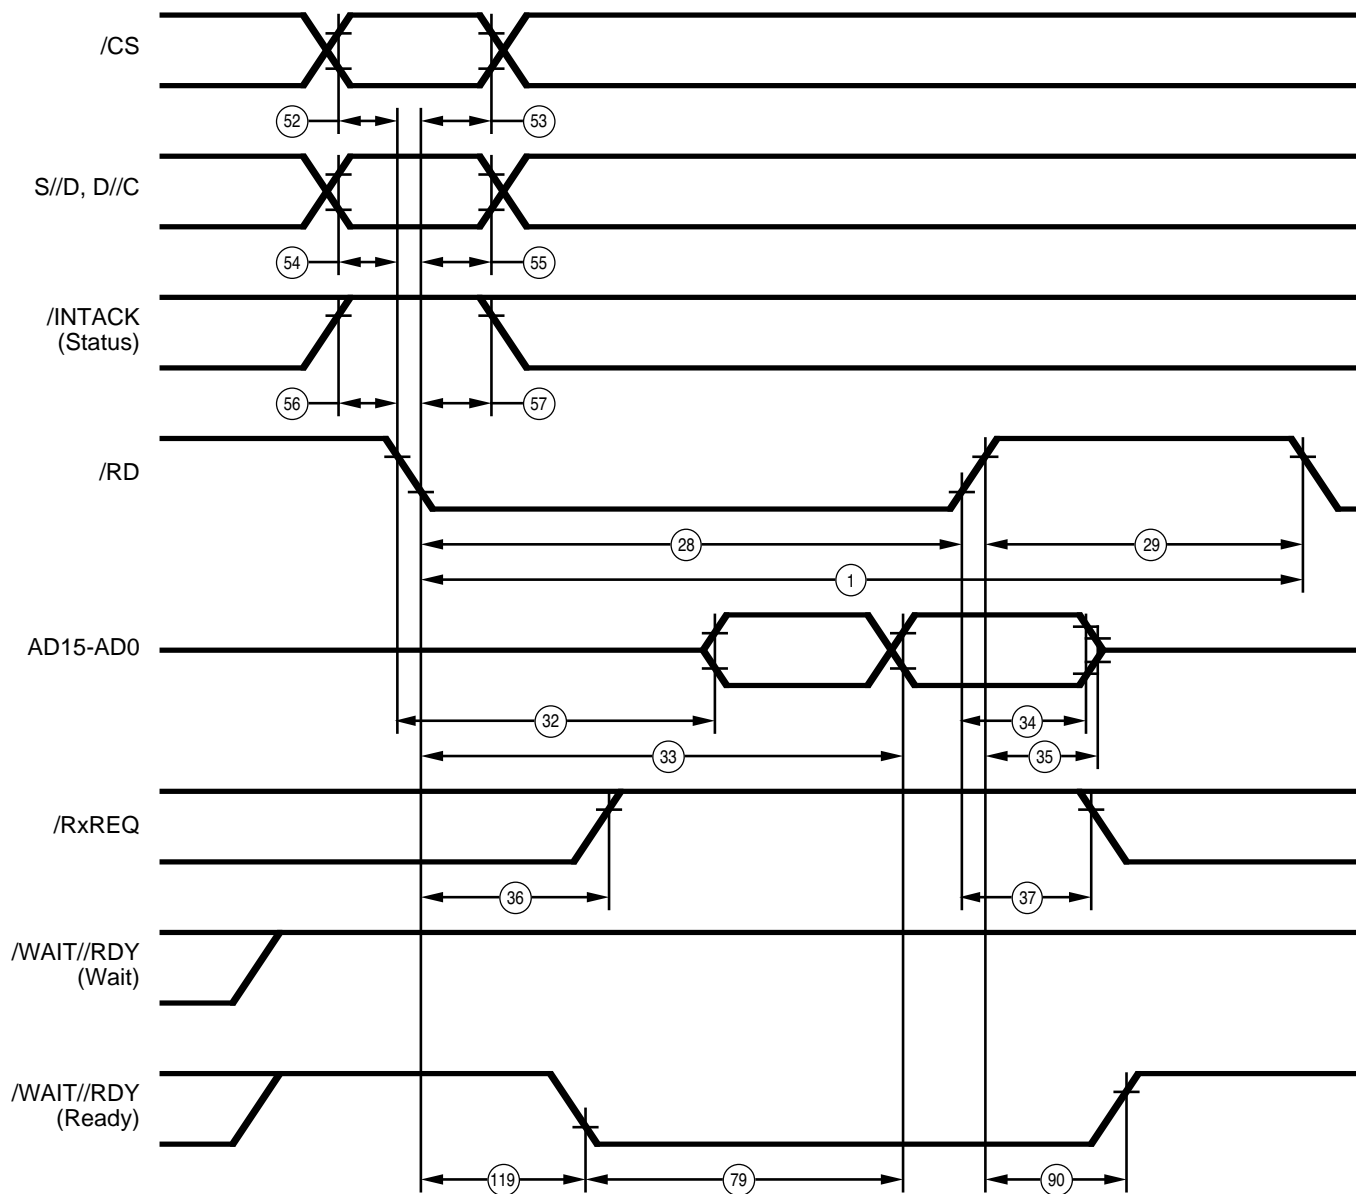 /CS
52
53
S//D, D//C
54
55
/INTACK
(Status)
56
57
/RD
28
29
1
AD15-AD0
32
34
33
35
/RxREQ
36
37
/WAIT//RDY
(Wait)
/WAIT//RDY
(Ready)
119
79
90